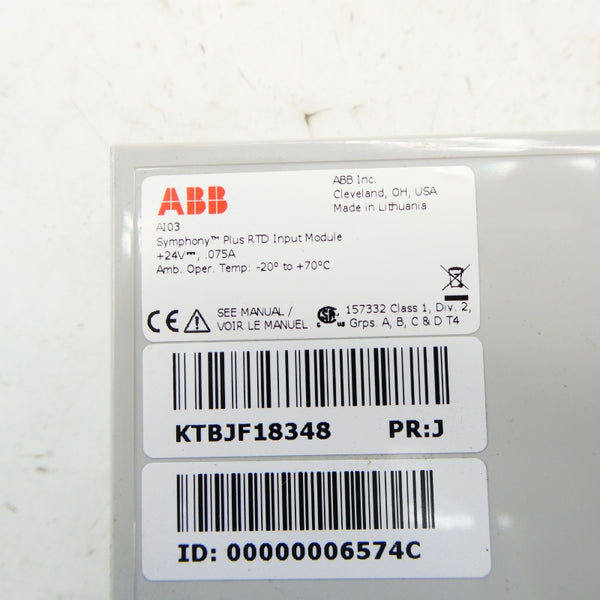 ABB
ABB Inc.
Cleveland, OH, USA
Made in Lithuania
AI03
Symphony™ Plus RTD Input Module
+24V⎓, .075A
Amb. Oper. Temp: -20° to +70°C
CE
SEE MANUAL /
VOIR LE MANUEL
157332 Class 1, Div. 2,
Grps. A, B, C & D T4
KTBJF18348 PR:J
ID: 00000006574C